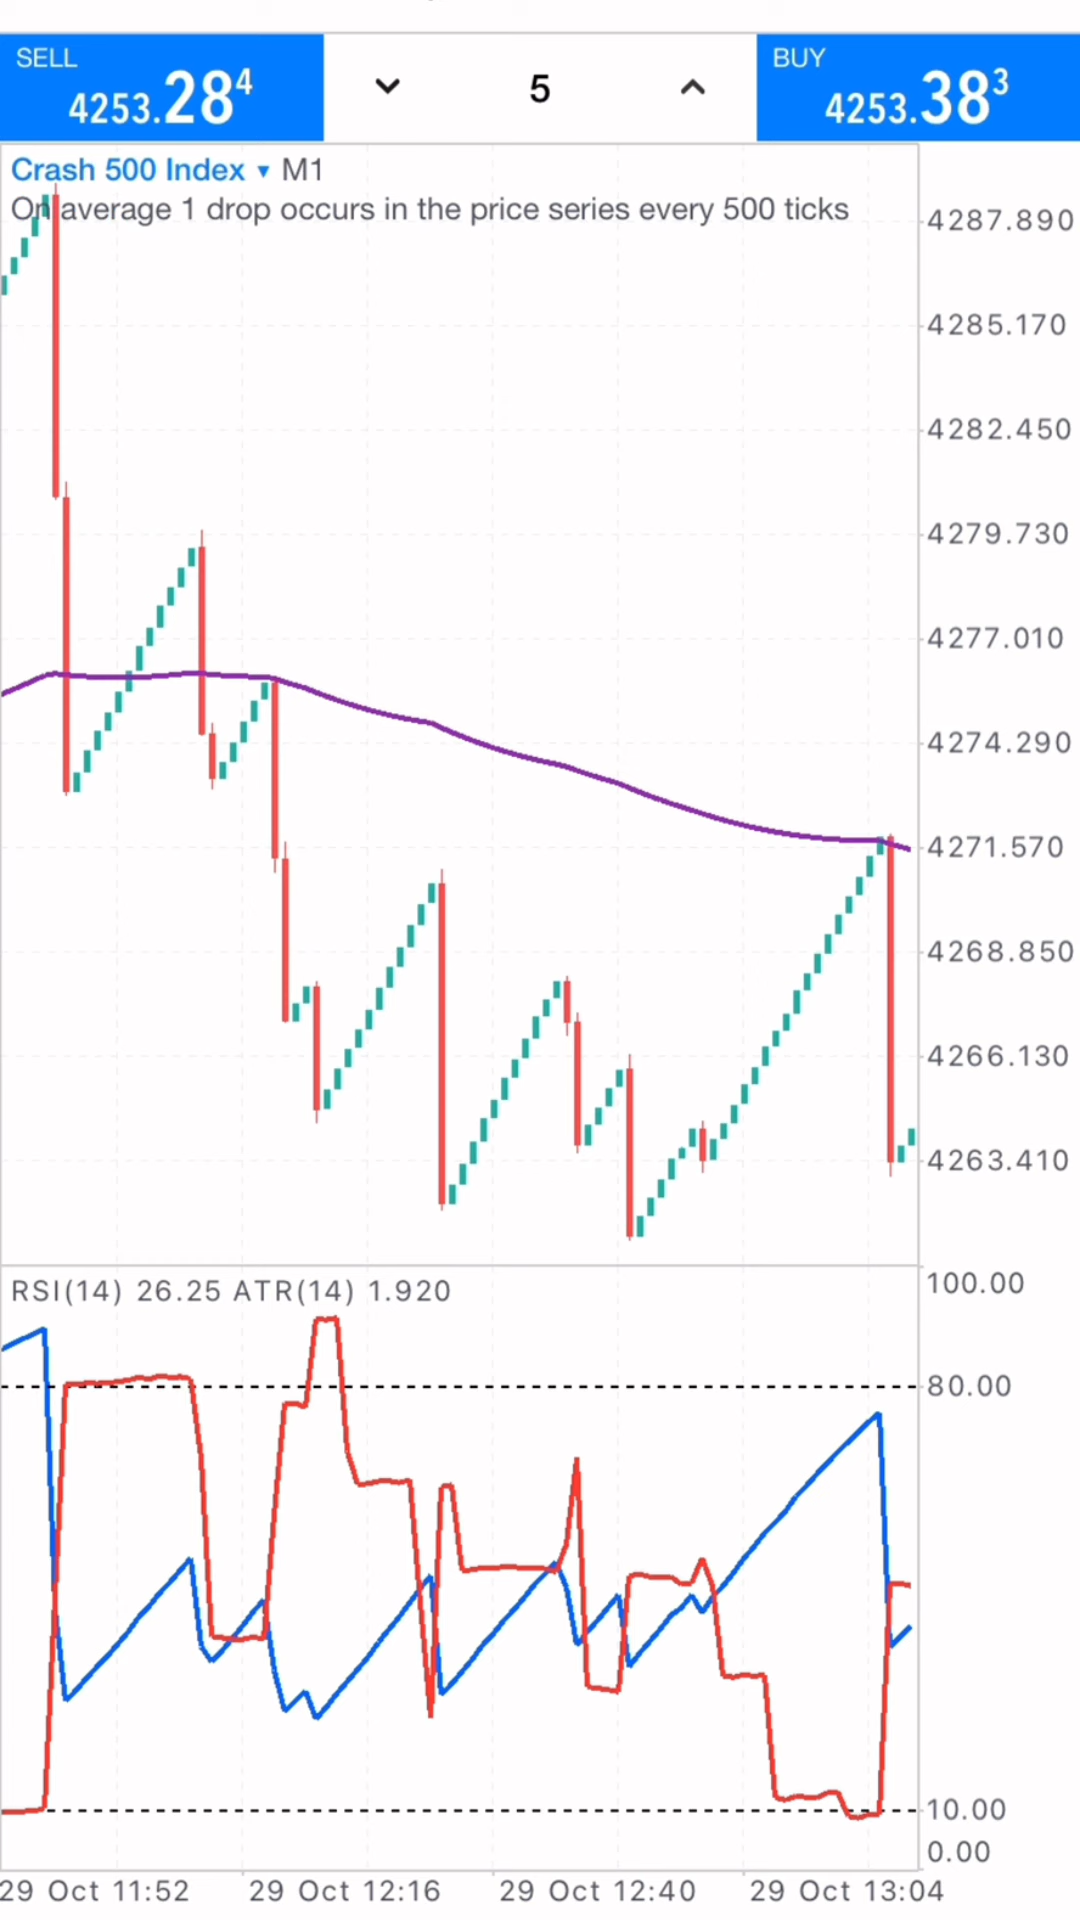 SELL
4253.28⁴
5
BUY
4253.38³
Crash 500 Index ▾ M1
On average 1 drop occurs in the price series every 500 ticks
4287.890
4285.170
4282.450
4279.730
4277.010
4274.290
4271.570
4268.850
4266.130
4263.410
RSI(14) 26.25 ATR(14) 1.920
100.00
80.00
10.00
0.00
29 Oct 11:52
29 Oct 12:16
29 Oct 12:40
29 Oct 13:04